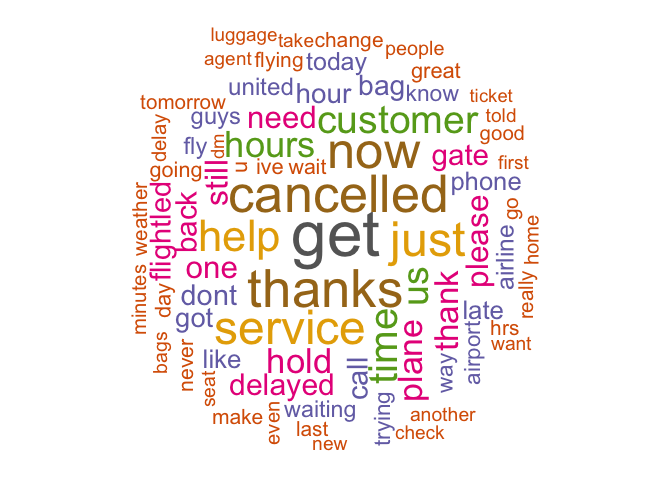 luggage
take
change
people
agent
flying
today
great
united
hour
bag
know
ticket
tomorrow
guys
need
customer
told
good
delay
fly
dm
hours
now
gate
first
going
still
u
ive
wait
phone
weather
flightled
back
cancelled
please
go
help
get
just
airline
home
really
minutes
day
one
dont
thanks
us
thank
late
hrs
want
bags
got
service
time
plane
way
airport
never
like
hold
call
seat
delayed
make
even
waiting
trying
another
last
check
new